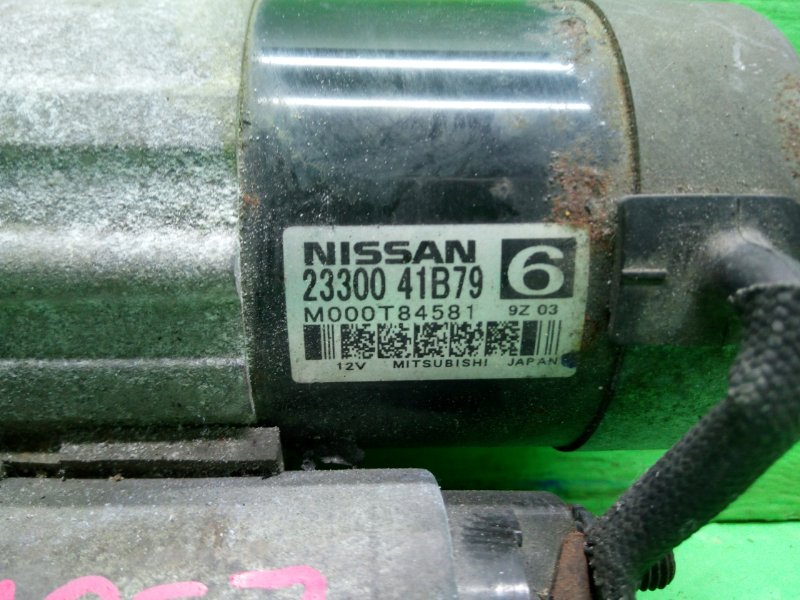 NISSAN 6
23300 41B79
M000T84581 9Z 03
12V MITSUBISHI JAPAN